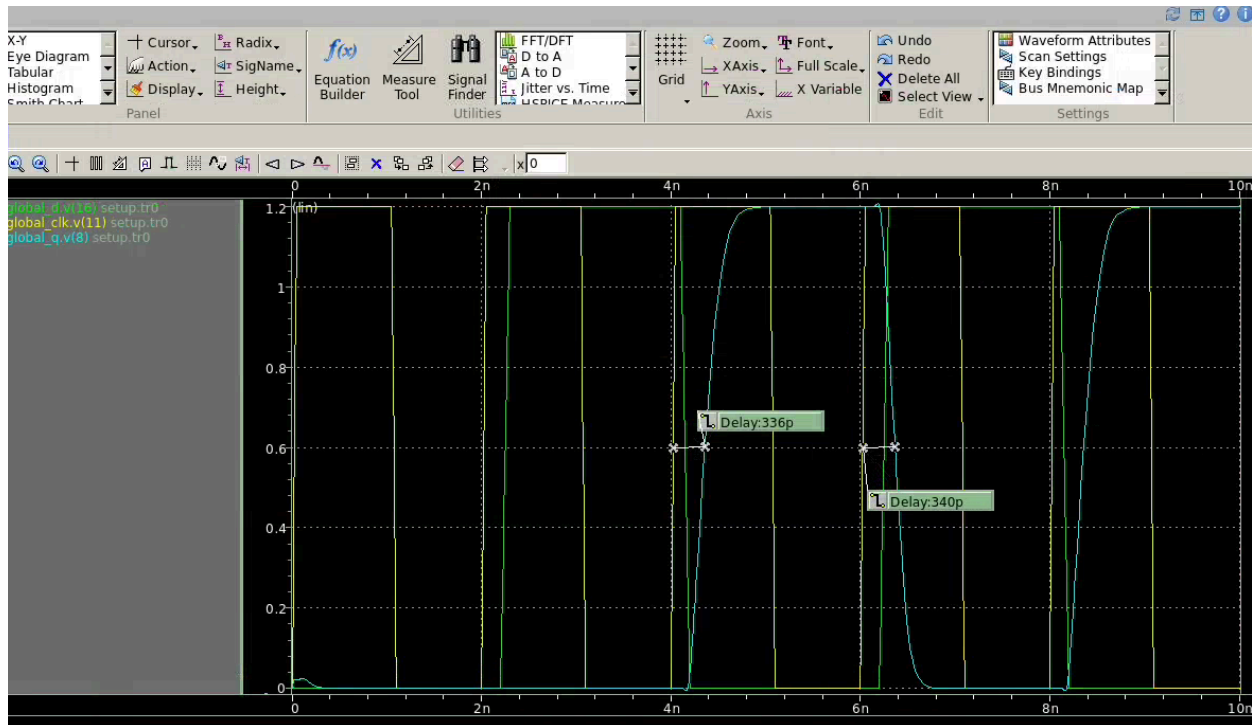 X-Y
Eye Diagram
Tabular
Histogram
Smith Chart
Cursor
Action
Display
Radix
SigName
Height
Panel
f(x)
Equation
Builder
Measure
Tool
Signal
Finder
FFT/DFT
D to A
A to D
Jitter vs. Time
HSPICE Measure
Utilities
Grid
Zoom
XAxis
YAxis
Font
Full Scale
X Variable
Axis
Undo
Redo
Delete All
Select View
Edit
Waveform Attributes
Scan Settings
Key Bindings
Bus Mnemonic Map
Settings
x 0
0 2n 4n 6n 8n 10n
global_d.v(16) setup.tr0
global_clk.v(11) setup.tr0
global_q.v(8) setup.tr0
1.2 (lin)
1
0.8
Delay:336p
0.6
Delay:340p
0.4
0.2
0
0 2n 4n 6n 8n 10n